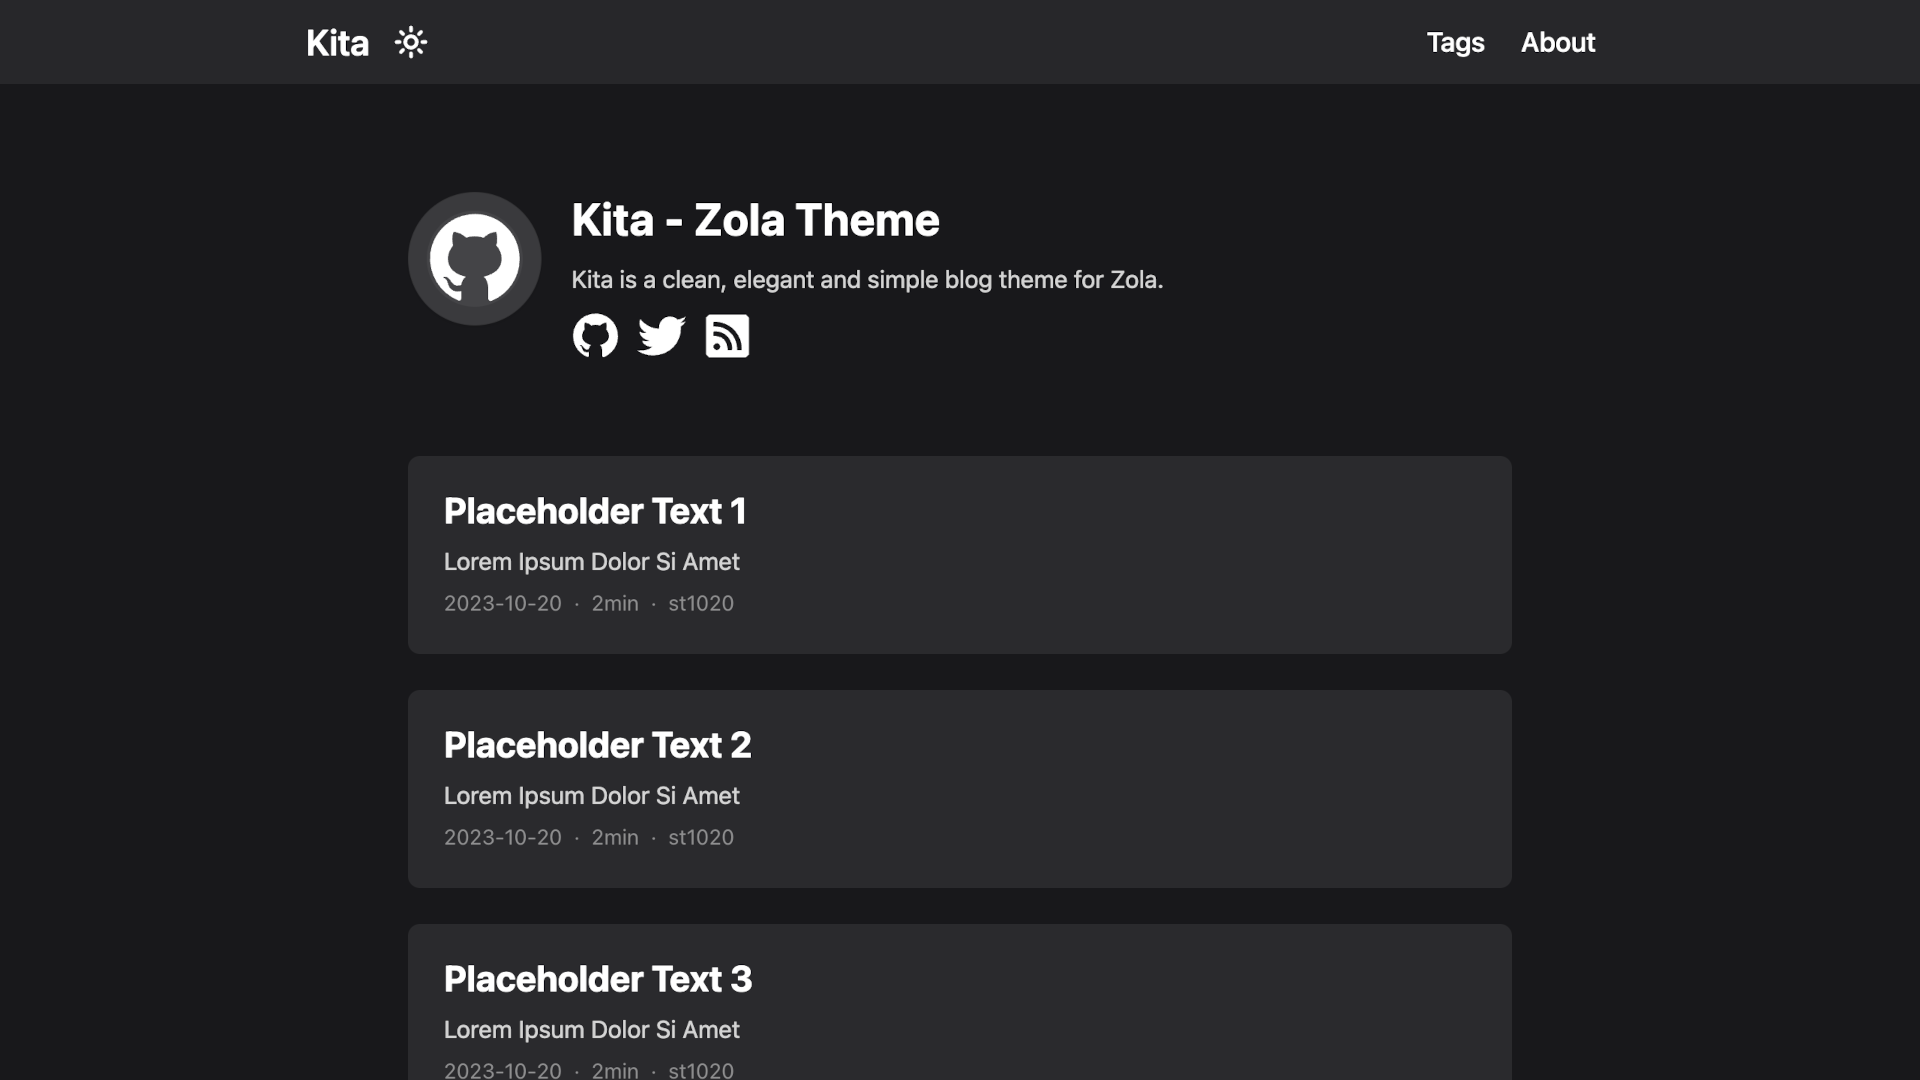 Kita
Tags About
Kita - Zola Theme
Kita is a clean, elegant and simple blog theme for Zola.
Placeholder Text 1
Lorem Ipsum Dolor Si Amet
2023-10-20 · 2min · st1020
Placeholder Text 2
Lorem Ipsum Dolor Si Amet
2023-10-20 · 2min · st1020
Placeholder Text 3
Lorem Ipsum Dolor Si Amet
2023-10-20 · 2min · st1020